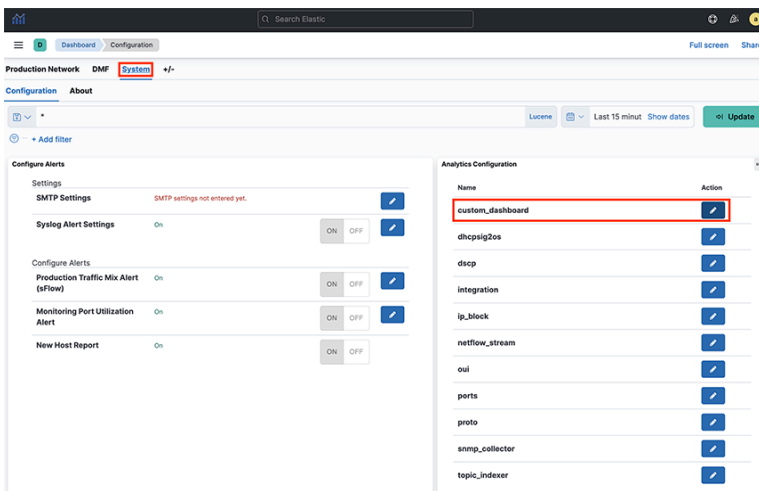 Search Elastic
D
Dashboard
Configuration
Full screen
Share
Production Network
DMF
System
+/-
Configuration
About
*
Lucene
Last 15 minut
Show dates
Update
+ Add filter
Configure Alerts
Settings
SMTP Settings
SMTP settings not entered yet.
Syslog Alert Settings
On
ON
OFF
Configure Alerts
Production Traffic Mix Alert
(sFlow)
On
ON
OFF
Monitoring Port Utilization
Alert
On
ON
OFF
New Host Report
On
ON
OFF
Analytics Configuration
Name
Action
custom_dashboard
dhcpsig2os
dscp
integration
ip_block
netflow_stream
oui
ports
proto
snmp_collector
topic_indexer